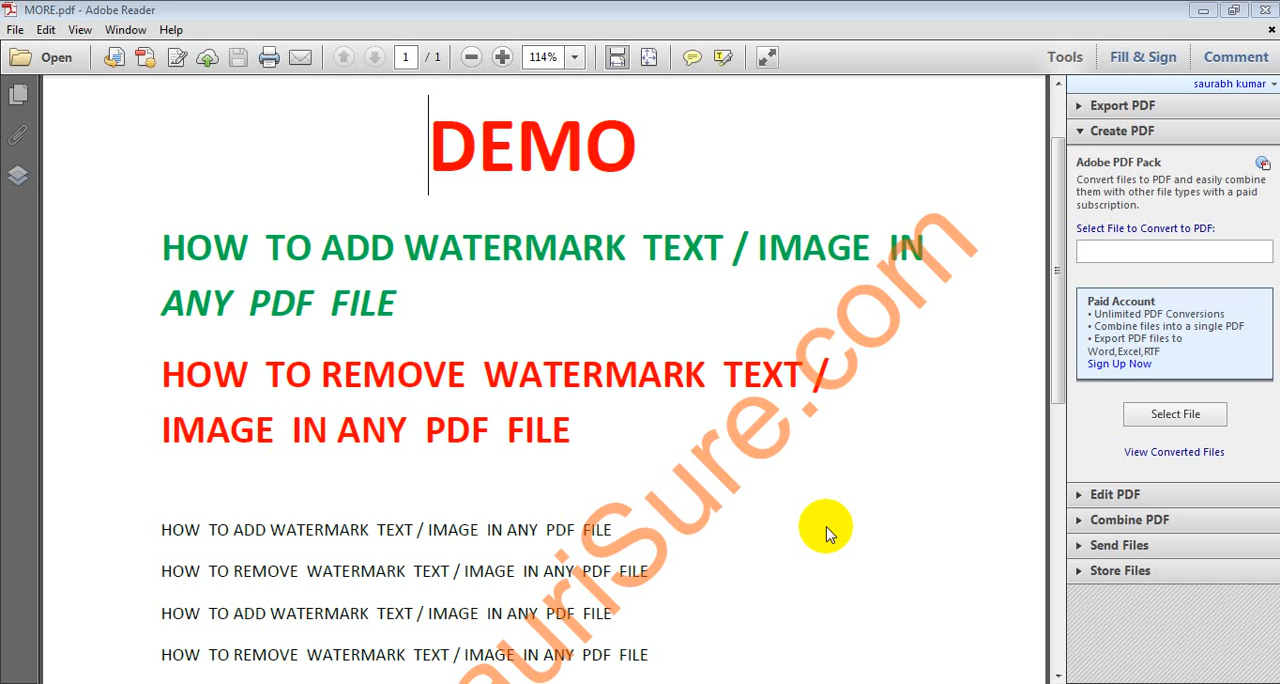 MORE.pdf - Adobe Reader
File Edit View Window Help
Open 1 / 1 114% Tools Fill & Sign Comment
saurabh kumar
Export PDF
Create PDF
Adobe PDF Pack
Convert files to PDF and easily combine
them with other file types with a paid
subscription.
Select File to Convert to PDF:
Paid Account
• Unlimited PDF Conversions
• Combine files into a single PDF
• Export PDF files to
Word,Excel,RTF
Sign Up Now
Select File
View Converted Files
Edit PDF
Combine PDF
Send Files
Store Files
DEMO
HOW TO ADD WATERMARK TEXT / IMAGE IN
ANY PDF FILE
HOW TO REMOVE WATERMARK TEXT /
IMAGE IN ANY PDF FILE
HOW TO ADD WATERMARK TEXT / IMAGE IN ANY PDF FILE
HOW TO REMOVE WATERMARK TEXT / IMAGE IN ANY PDF FILE
HOW TO ADD WATERMARK TEXT / IMAGE IN ANY PDF FILE
HOW TO REMOVE WATERMARK TEXT / IMAGE IN ANY PDF FILE
auriSure.com